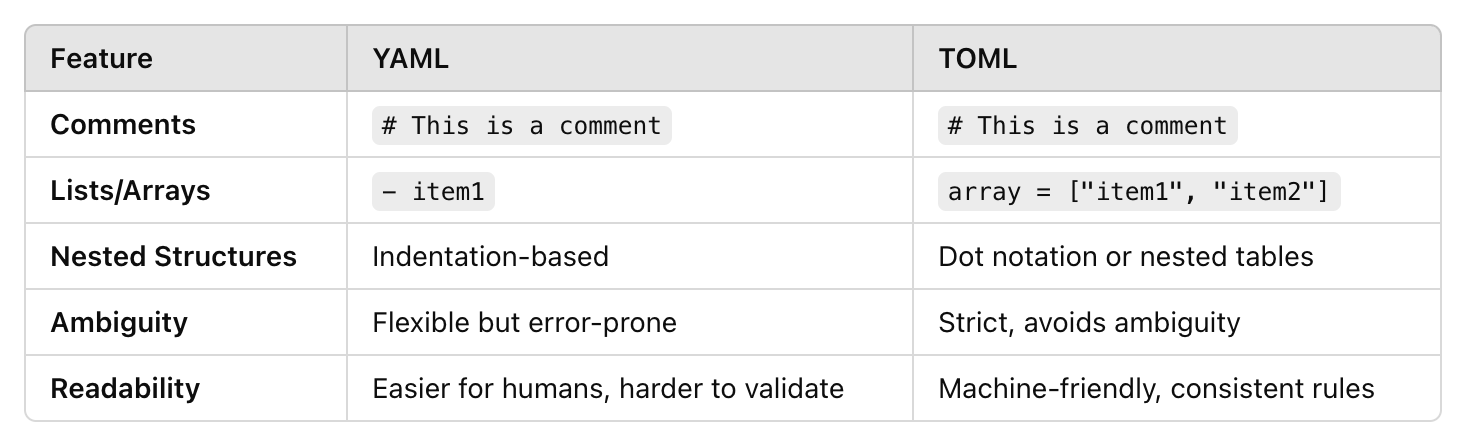 Feature YAML TOML
Comments # This is a comment # This is a comment
Lists/Arrays - item1 array = ["item1", "item2"]
Nested Structures Indentation-based Dot notation or nested tables
Ambiguity Flexible but error-prone Strict, avoids ambiguity
Readability Easier for humans, harder to validate Machine-friendly, consistent rules